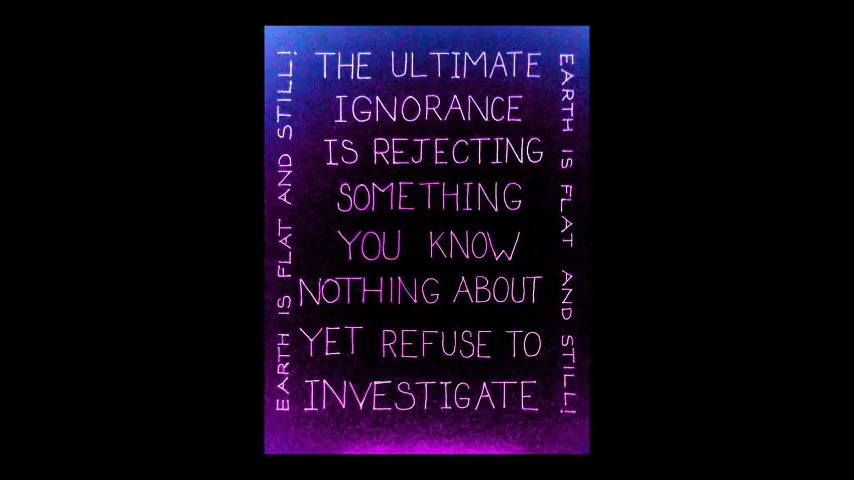 EARTH IS FLAT AND STILL!
THE ULTIMATE
IGNORANCE
IS REJECTING
SOMETHING
YOU KNOW
NOTHING ABOUT
YET REFUSE TO
INVESTIGATE
EARTH IS FLAT AND STILL!